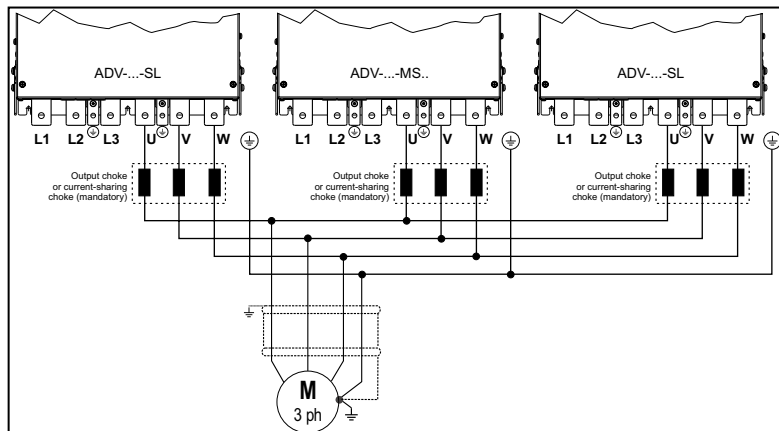 ADV-...-SL
ADV-...-MS..
ADV-...-SL
L1 L2 L3 U V W
L1 L2 L3 U V W
L1 L2 L3 U V W
Output choke
or current-sharing
choke (mandatory)
Output choke
or current-sharing
choke (mandatory)
Output choke
or current-sharing
choke (mandatory)
M
3 ph